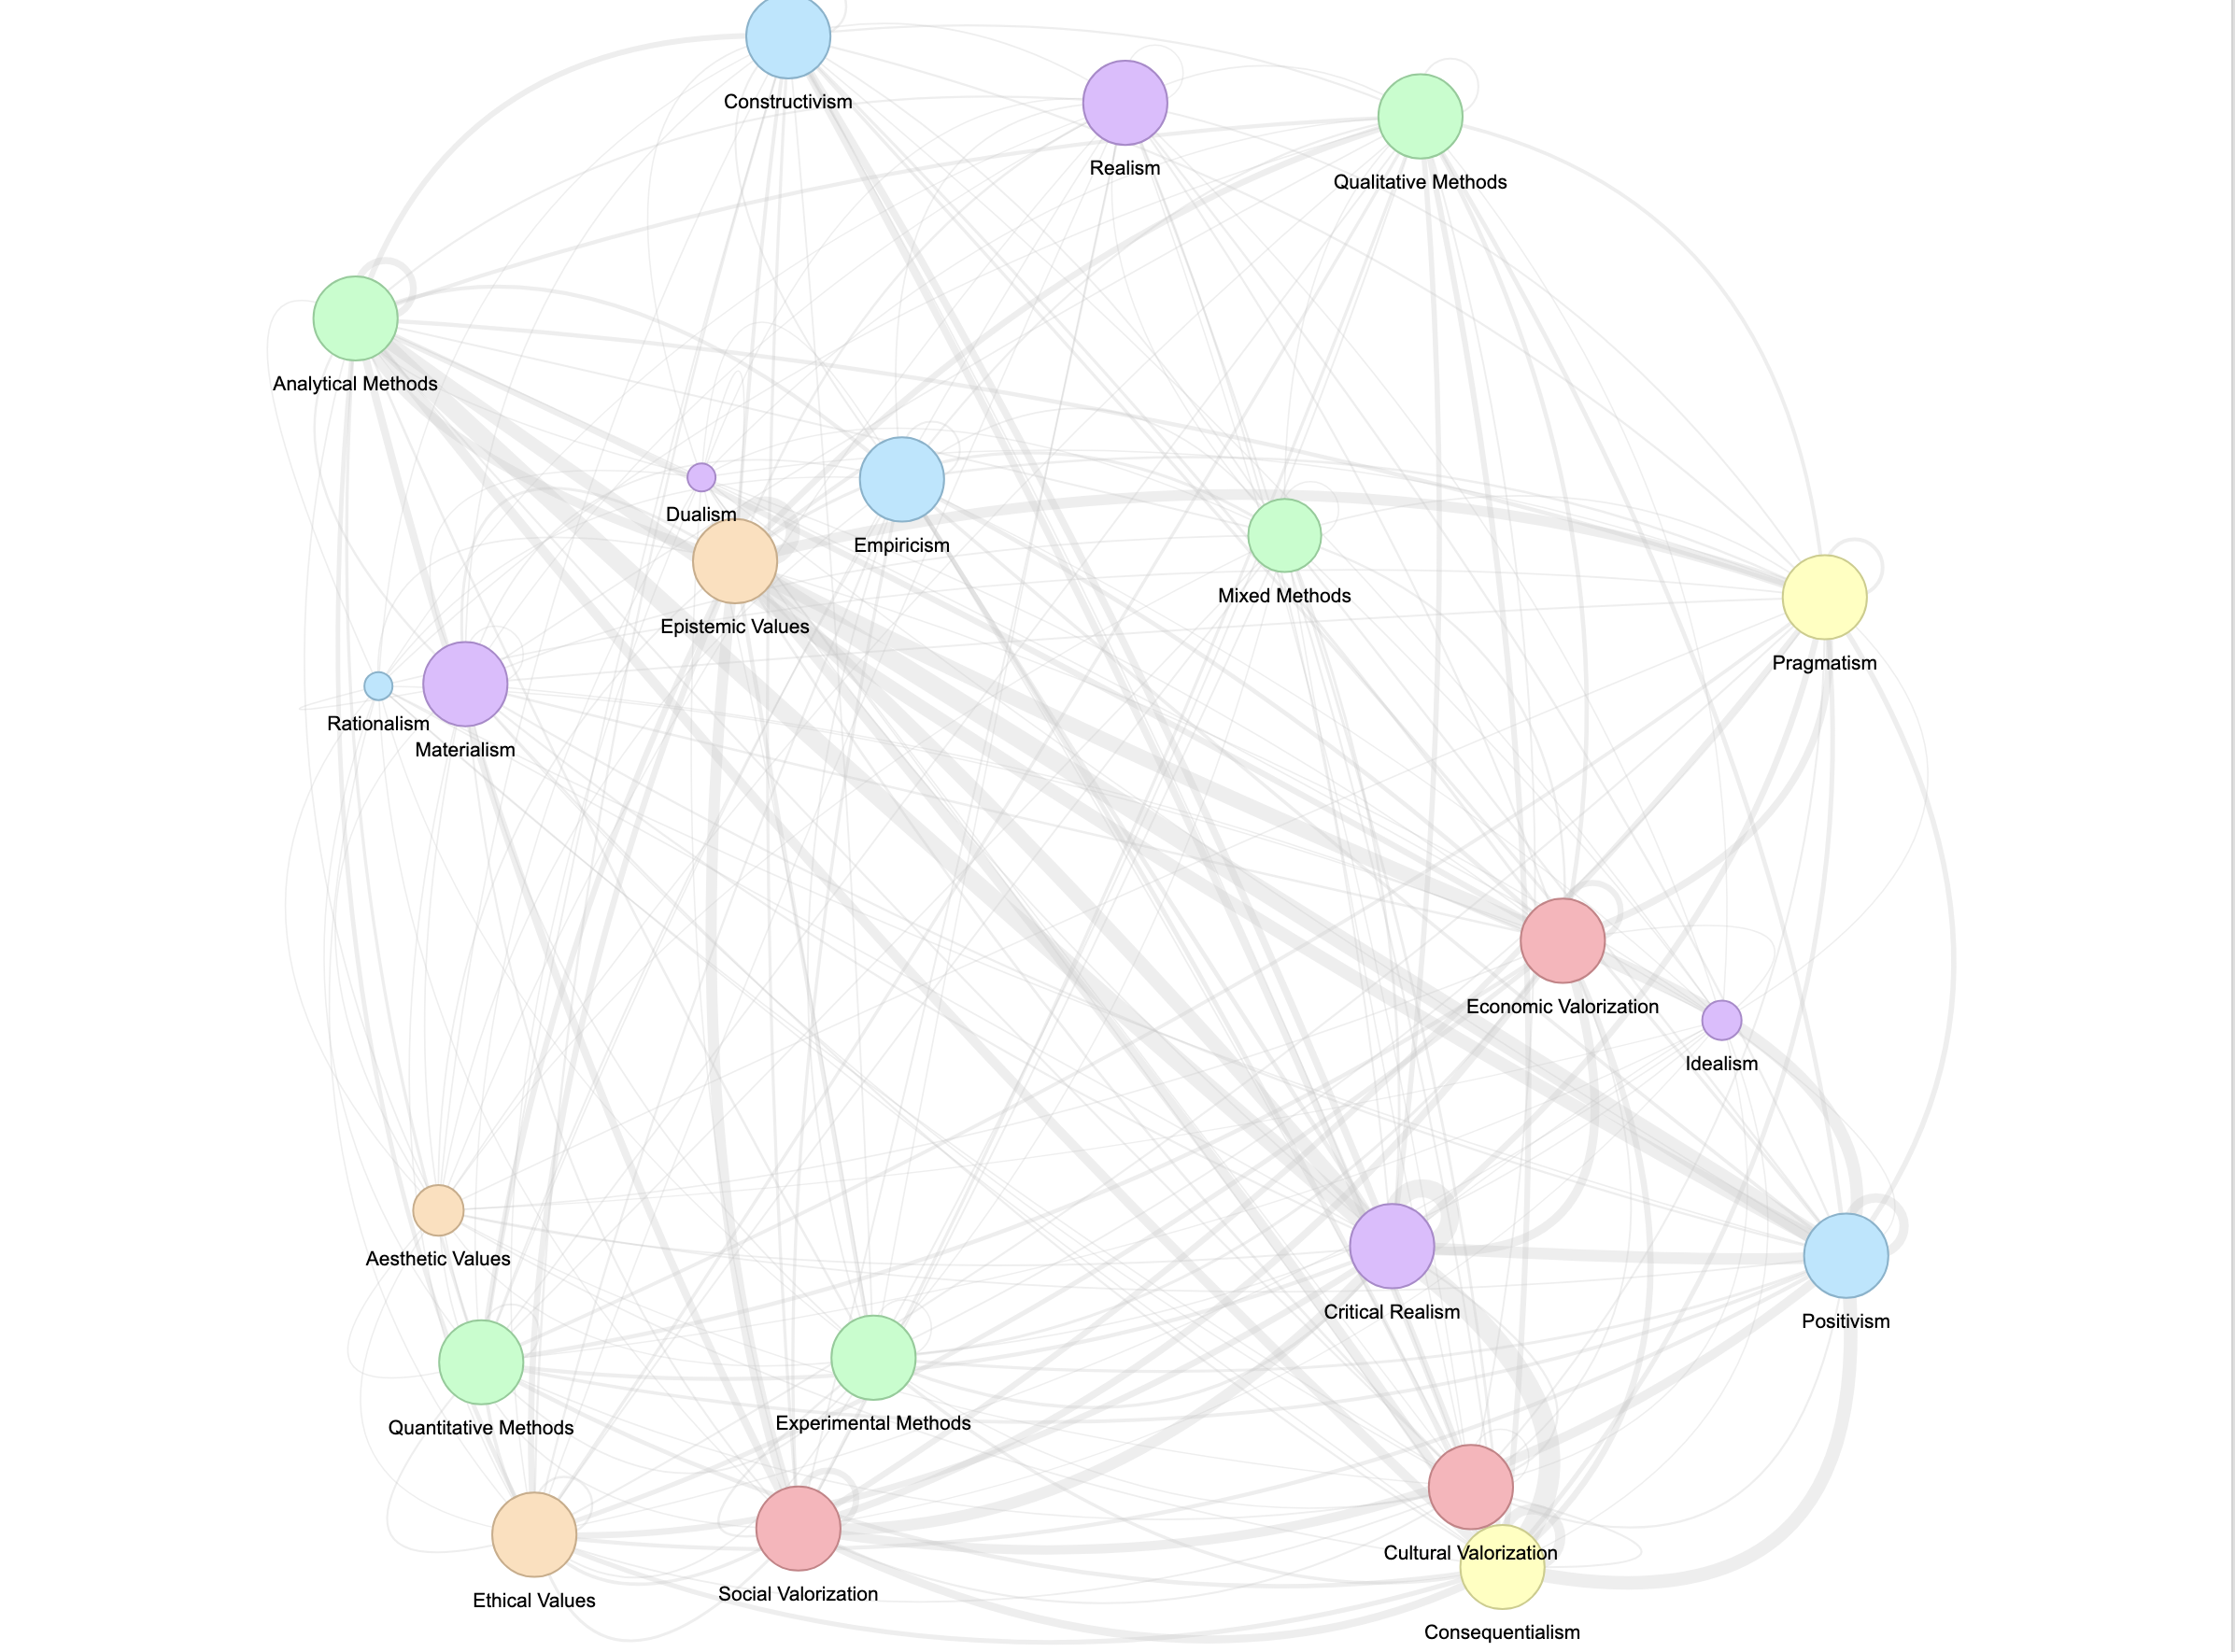 Constructivism
Realism
Qualitative Methods
Analytical Methods
Dualism
Empiricism
Mixed Methods
Epistemic Values
Pragmatism
Rationalism
Materialism
Economic Valorization
Idealism
Aesthetic Values
Critical Realism
Positivism
Quantitative Methods
Experimental Methods
Cultural Valorization
Ethical Values
Social Valorization
Consequentialism